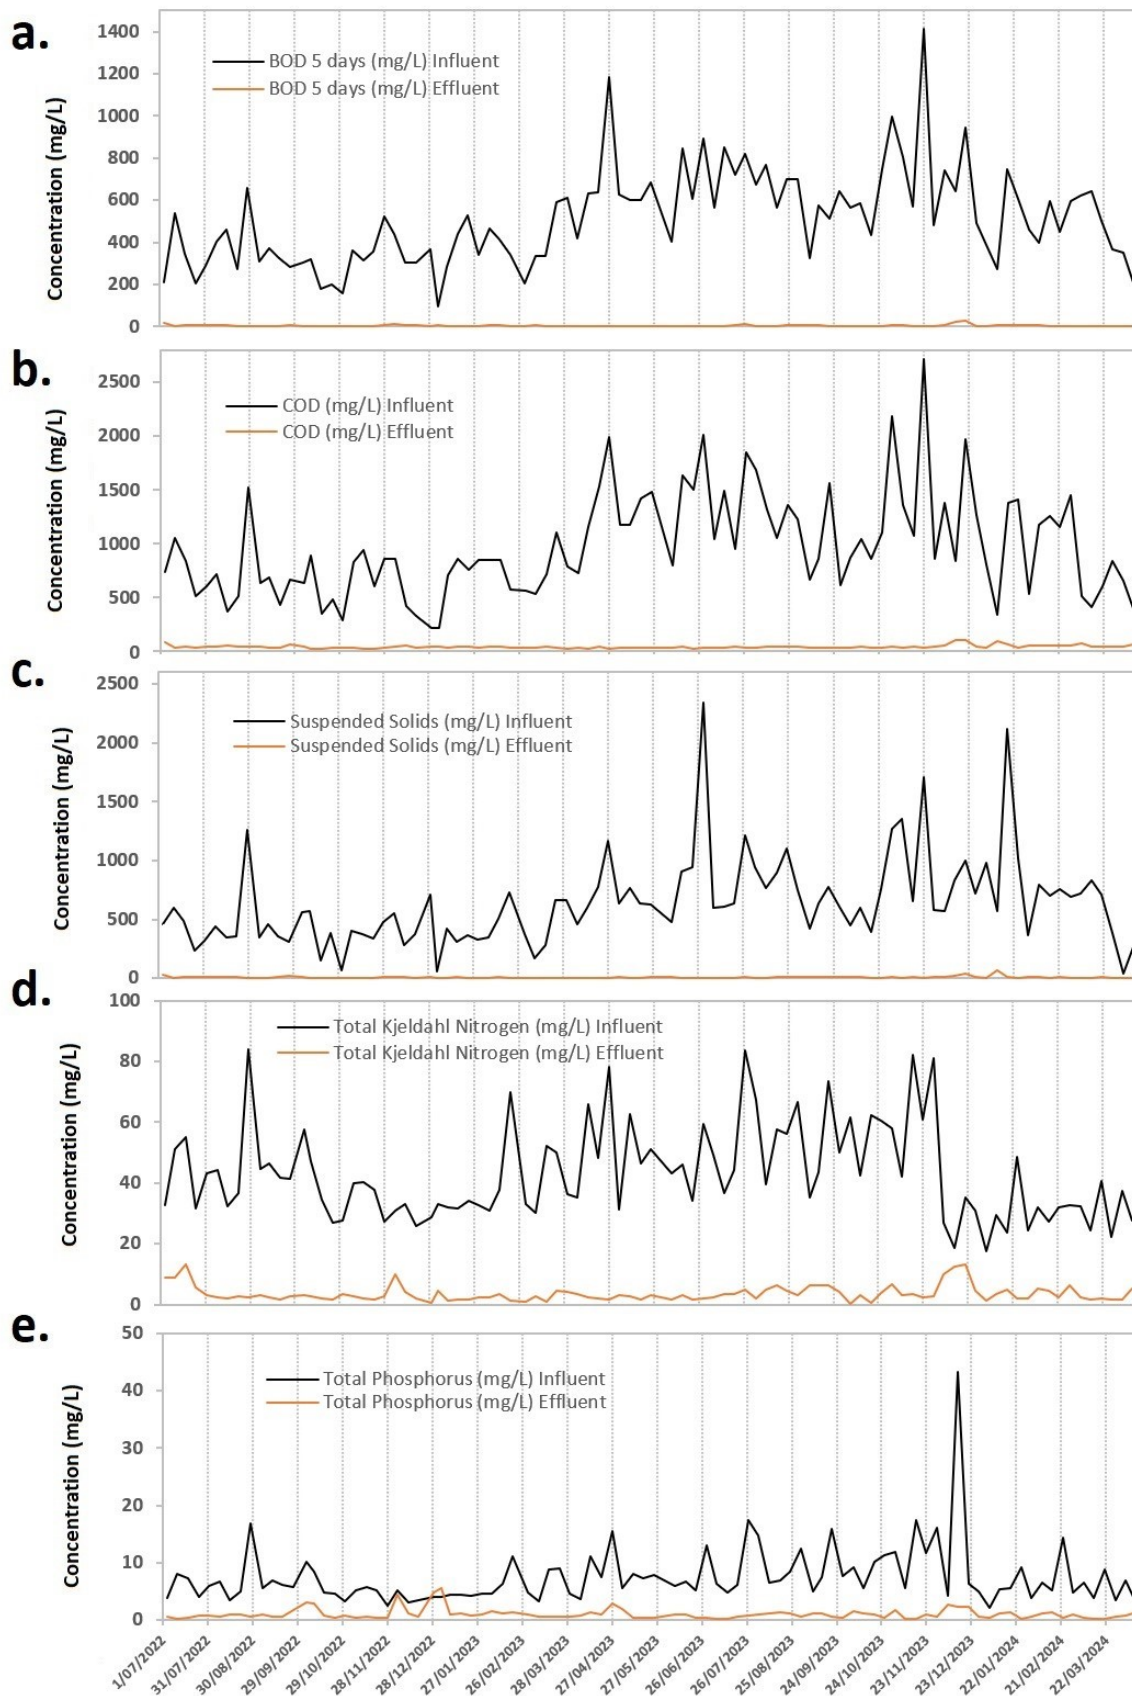 a.
Concentration (mg/L)
1400
1200
1000
800
600
400
200
0
BOD 5 days (mg/L) Influent
BOD 5 days (mg/L) Effluent
b.
Concentration (mg/L)
2500
2000
1500
1000
500
0
COD (mg/L) Influent
COD (mg/L) Effluent
c.
Concentration (mg/L)
2500
2000
1500
1000
500
0
Suspended Solids (mg/L) Influent
Suspended Solids (mg/L) Effluent
d.
Concentration (mg/L)
100
80
60
40
20
0
Total Kjeldahl Nitrogen (mg/L) Influent
Total Kjeldahl Nitrogen (mg/L) Effluent
e.
Concentration (mg/L)
50
40
30
20
10
0
Total Phosphorus (mg/L) Influent
Total Phosphorus (mg/L) Effluent
1/07/2022
31/07/2022
30/08/2022
29/09/2022
29/10/2022
28/11/2022
28/12/2022
27/01/2023
26/02/2023
28/03/2023
27/04/2023
27/05/2023
26/06/2023
26/07/2023
25/08/2023
24/09/2023
24/10/2023
23/11/2023
23/12/2023
22/01/2024
21/02/2024
22/03/2024